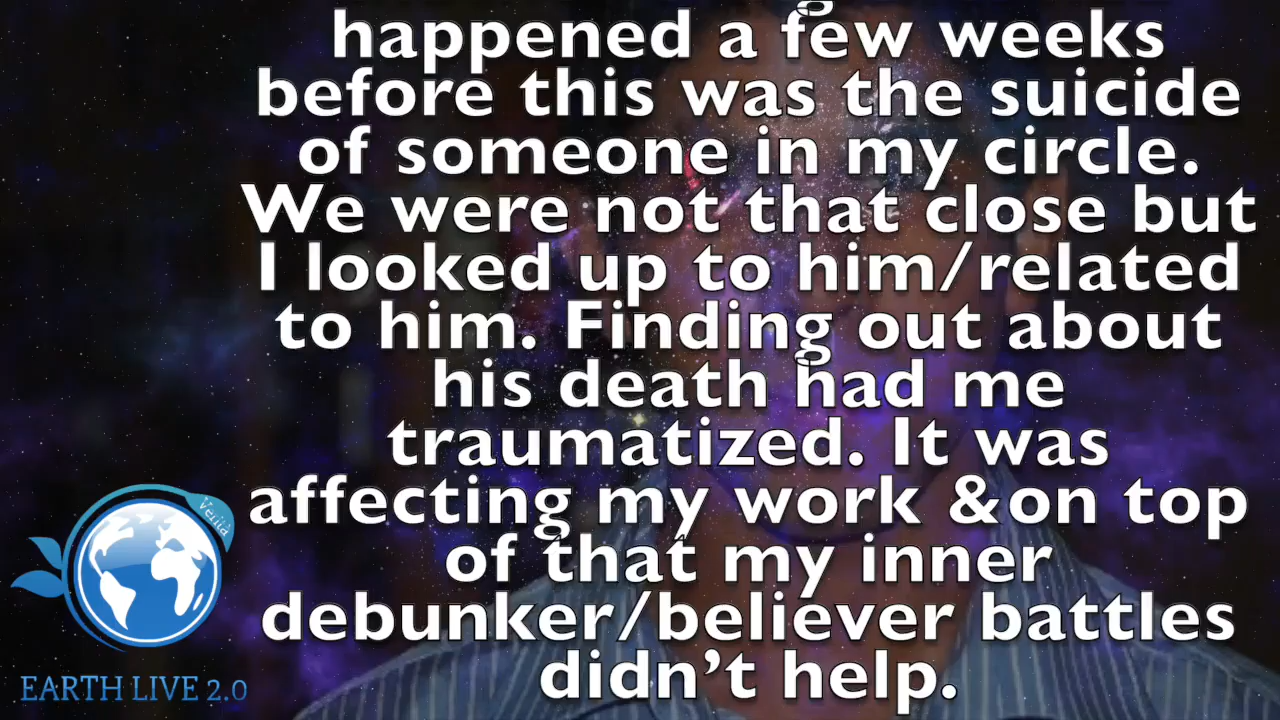 happened a few weeks
before this was the suicide
of someone in my circle.
We were not that close but
I looked up to him/related
to him. Finding out about
his death had me
traumatized. It was
affecting my work &on top
of that my inner
debunker/believer battles
didn’t help.
Verità
EARTH LIVE 2.0